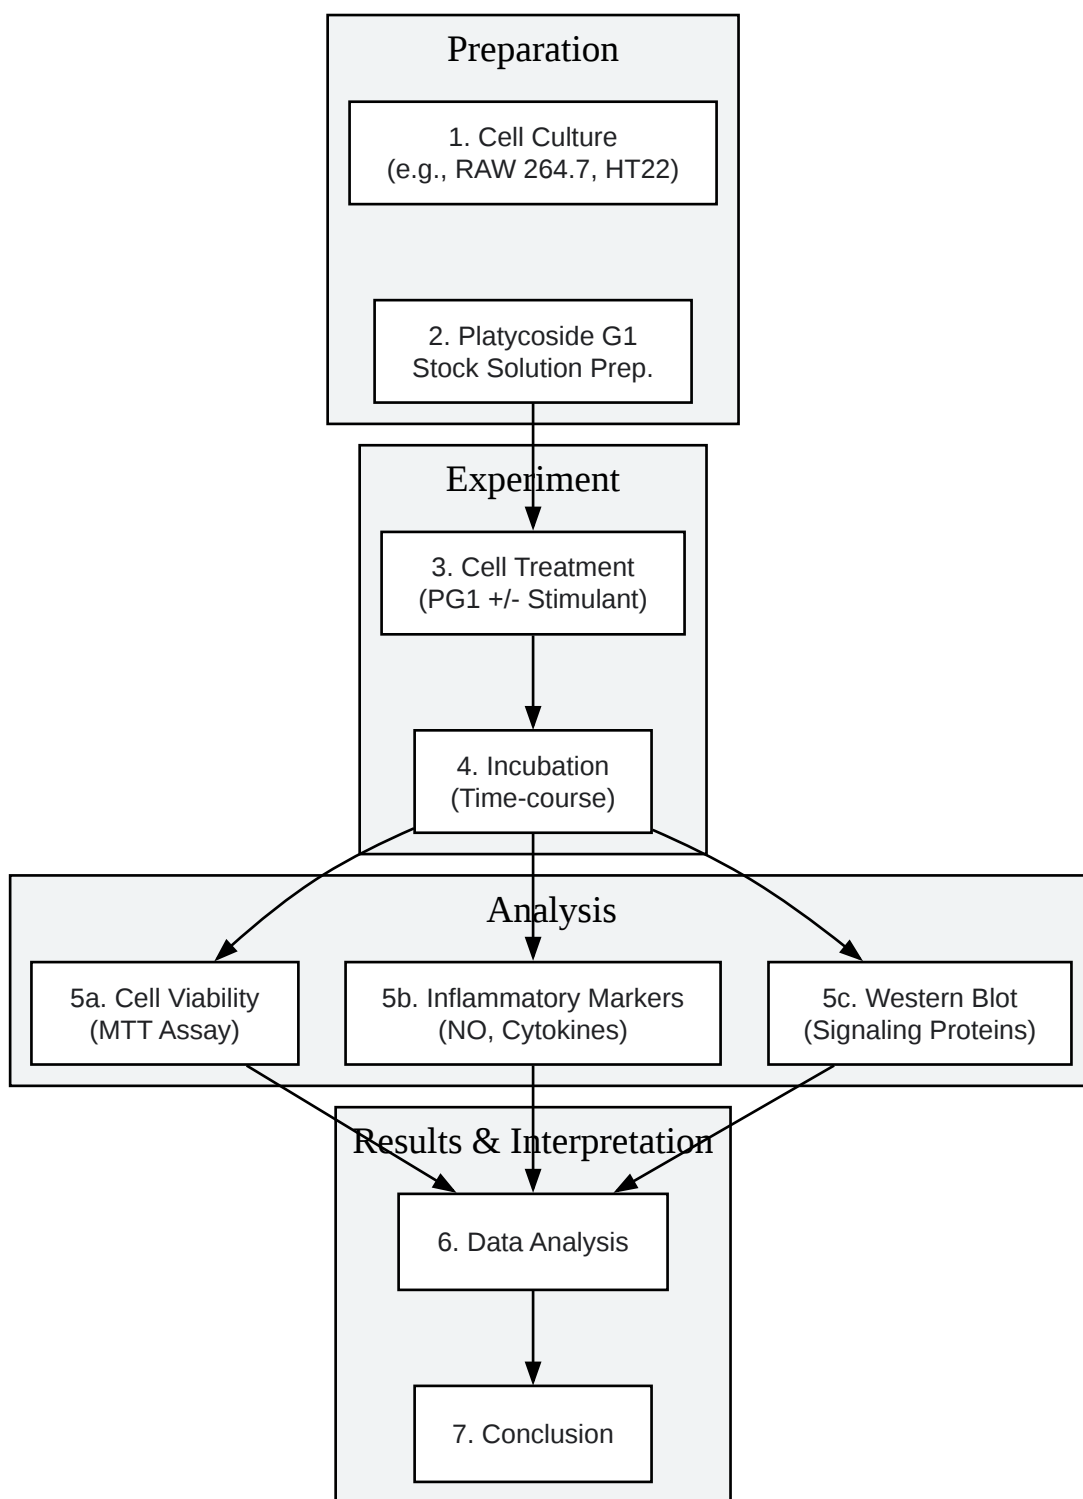 Preparation
1. Cell Culture
(e.g., RAW 264.7, HT22)
2. Platycoside G1
Stock Solution Prep.
Experiment
3. Cell Treatment
(PG1 +/- Stimulant)
4. Incubation
(Time-course)
Analysis
5a. Cell Viability
(MTT Assay)
5b. Inflammatory Markers
(NO, Cytokines)
5c. Western Blot
(Signaling Proteins)
Results & Interpretation
6. Data Analysis
7. Conclusion